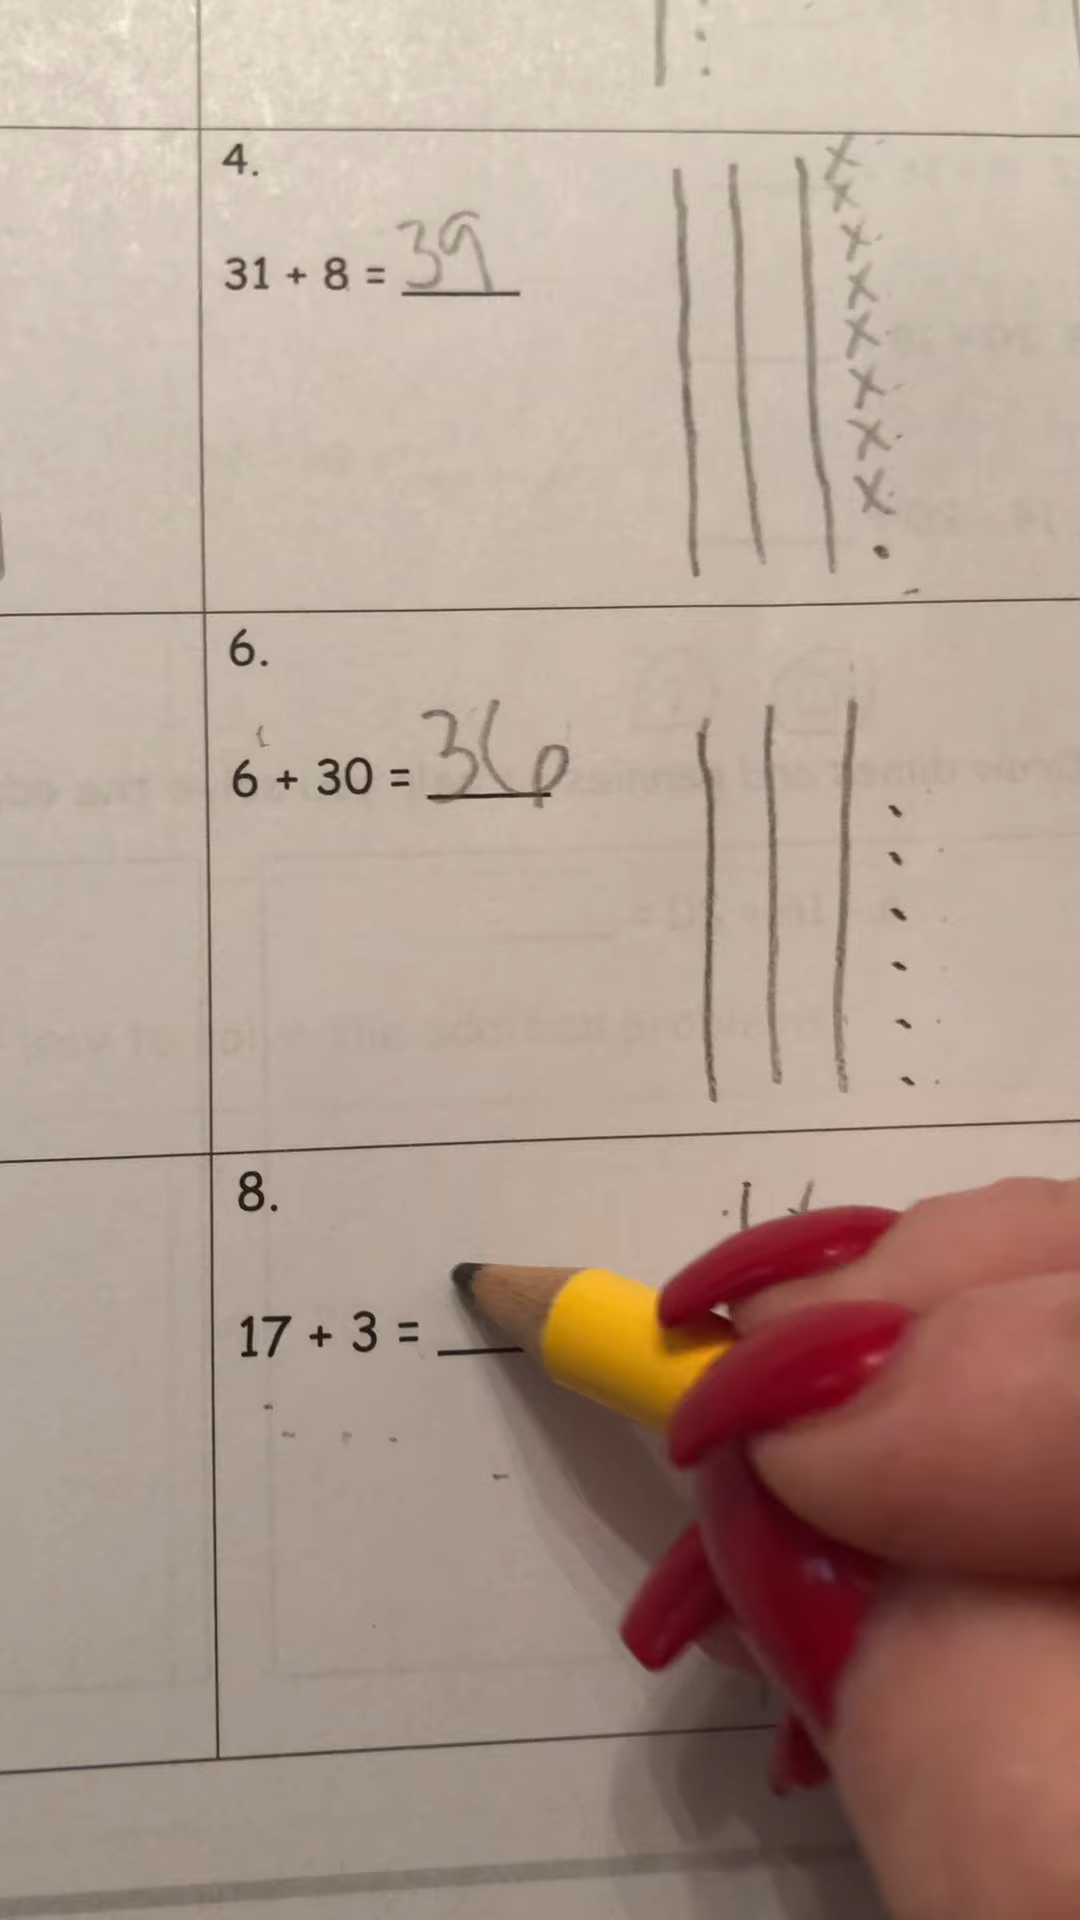 4.
31 + 8 = 39
6.
6 + 30 = 36
8.
17 + 3 =